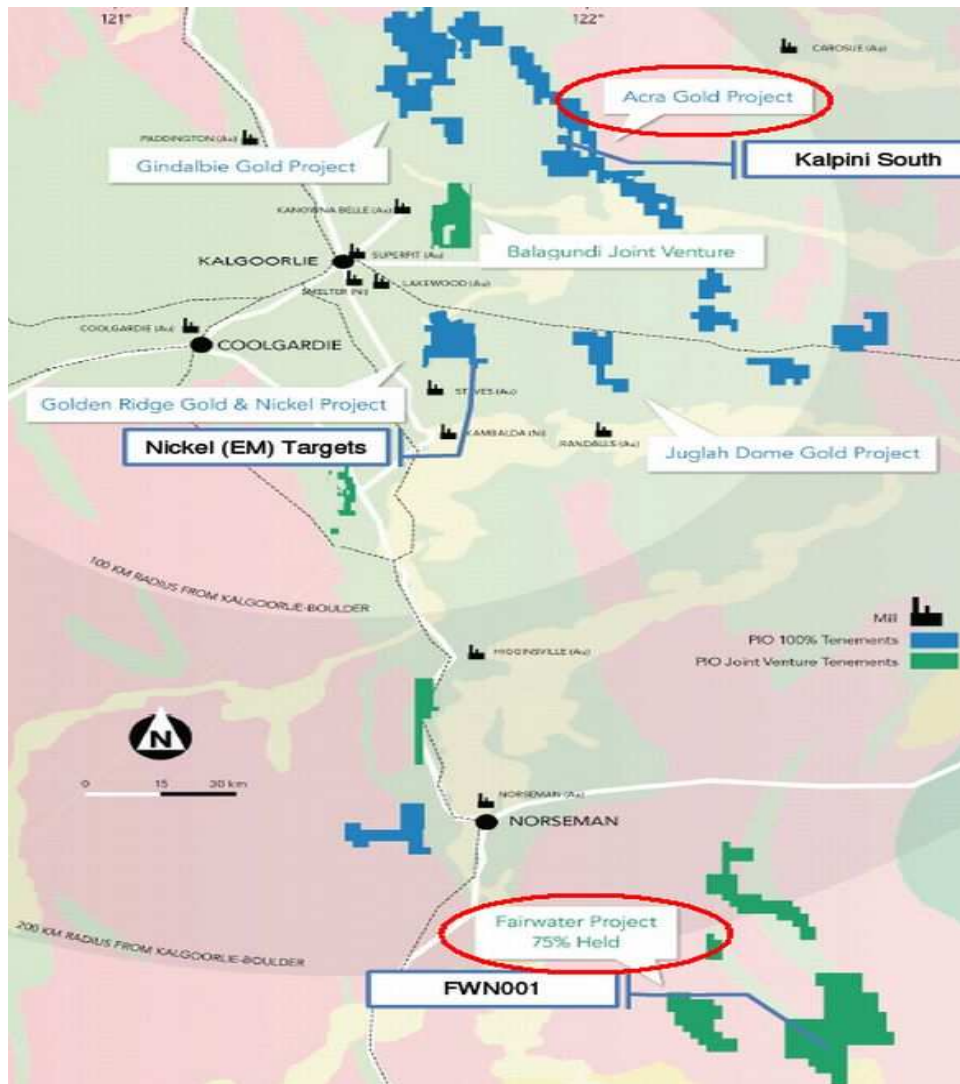 121°
122°
CAROSUE (Au)
Acra Gold Project
PADDINGTON (Au)
Kalpini South
Gindalbie Gold Project
KANOWNA BELLE (Au)
Balagundi Joint Venture
SUPERPIT (Au)
KALGOORLIE
SMELTER (Ni)
LAKEWOOD (Au)
COOLGARDIE (Au)
COOLGARDIE
ST IVES (Au)
Golden Ridge Gold & Nickel Project
KAMBALDA (Ni)
RANDALLS (Au)
Nickel (EM) Targets
Juglah Dome Gold Project
100 KM RADIUS FROM KALGOORLIE-BOULDER
Mill
PIO 100% Tenements
PIO Joint Venture Tenements
HIGGINSVILLE (Au)
N
0 15 30 km
NORSEMAN (Au)
NORSEMAN
Fairwater Project
75% Held
200 KM RADIUS FROM KALGOORLIE-BOULDER
FWN001